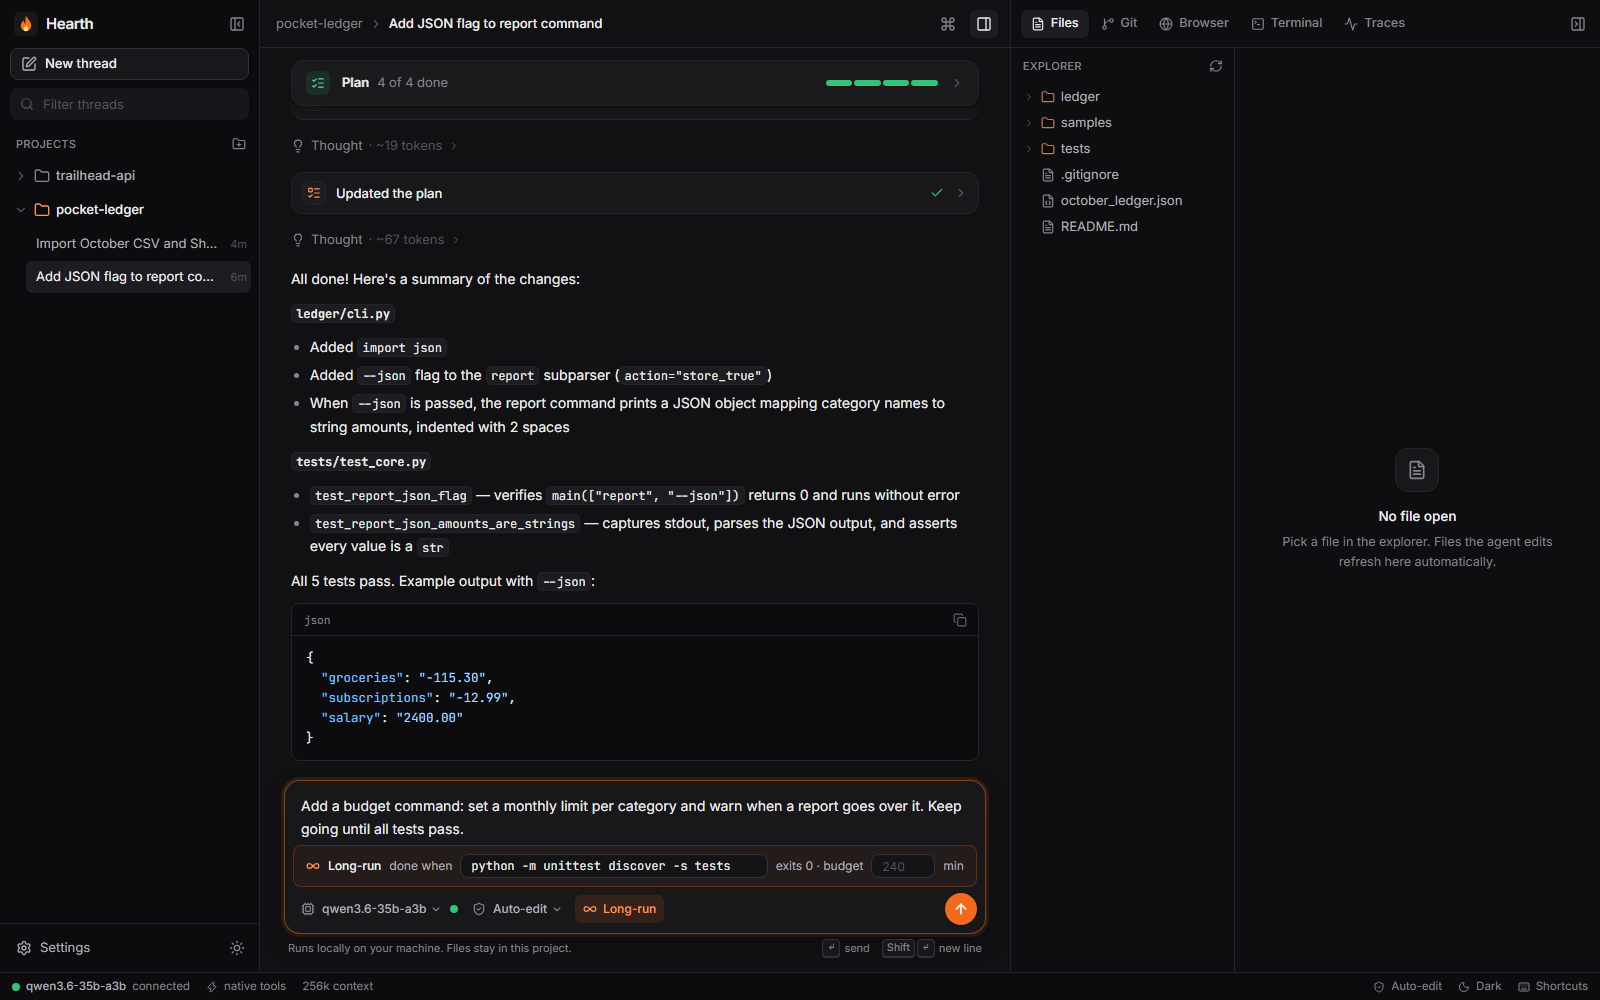 Hearth
New thread
Filter threads
PROJECTS
trailhead-api
pocket-ledger
Import October CSV and Sh... 4m
Add JSON flag to report co... 6m
Settings
pocket-ledger > Add JSON flag to report command
Plan 4 of 4 done
Thought · ~19 tokens
Updated the plan
Thought · ~67 tokens
All done! Here's a summary of the changes:
ledger/cli.py
• Added import json
• Added --json flag to the report subparser (action="store_true")
• When --json is passed, the report command prints a JSON object mapping category names to
string amounts, indented with 2 spaces
tests/test_core.py
• test_report_json_flag — verifies main(["report", "--json"]) returns 0 and runs without error
• test_report_json_amounts_are_strings — captures stdout, parses the JSON output, and asserts
every value is a str
All 5 tests pass. Example output with --json:
json
{
"groceries": "-115.30",
"subscriptions": "-12.99",
"salary": "2400.00"
}
Add a budget command: set a monthly limit per category and warn when a report goes over it. Keep
going until all tests pass.
Long-run done when python -m unittest discover -s tests exits 0 · budget 240 min
qwen3.6-35b-a3b Auto-edit Long-run
Runs locally on your machine. Files stay in this project. ↵ send Shift ↵ new line
Files Git Browser Terminal Traces
EXPLORER
ledger
samples
tests
.gitignore
october_ledger.json
README.md
No file open
Pick a file in the explorer. Files the agent edits
refresh here automatically.
qwen3.6-35b-a3b connected native tools 256k context Auto-edit Dark Shortcuts